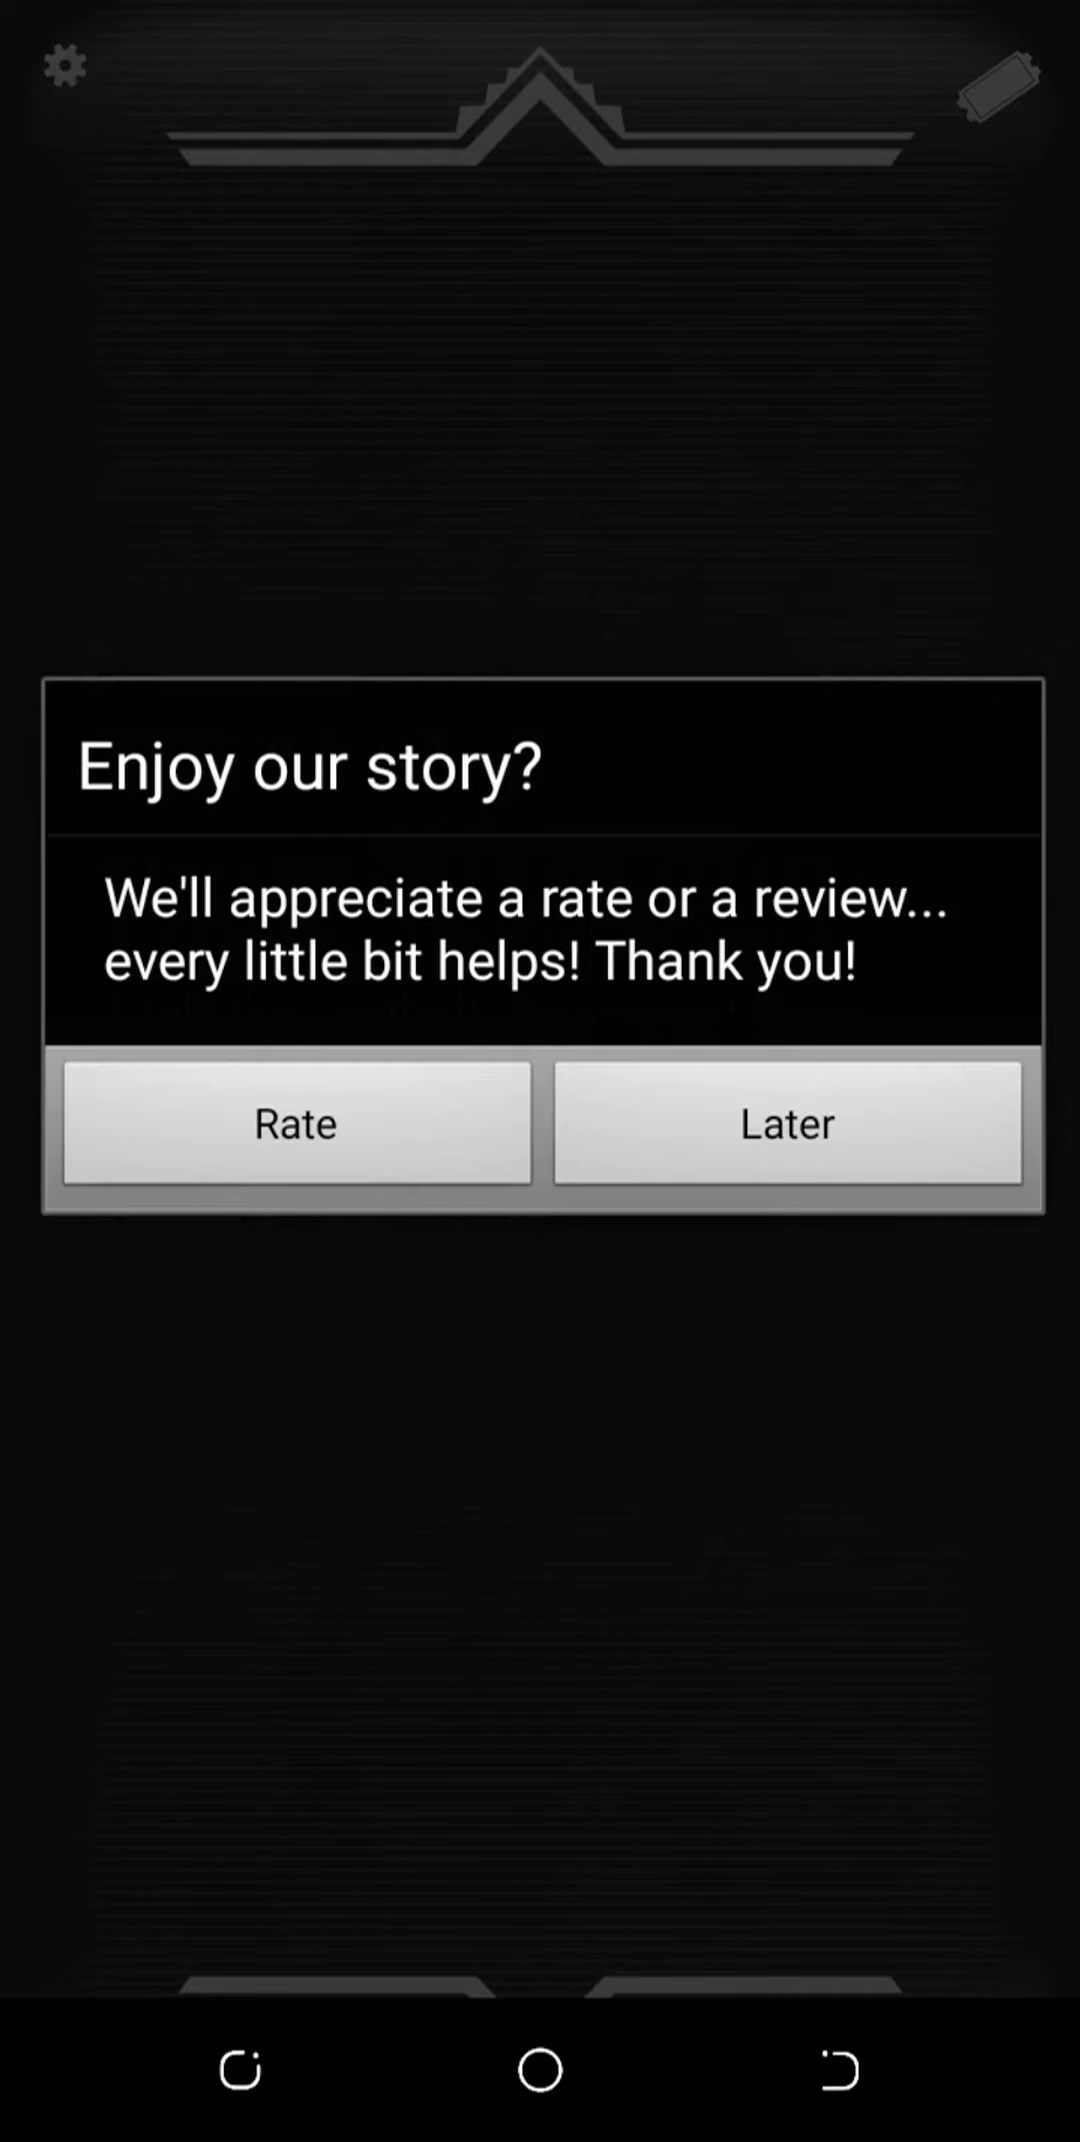 Enjoy our story?
We'll appreciate a rate or a review...
every little bit helps! Thank you!
Rate
Later